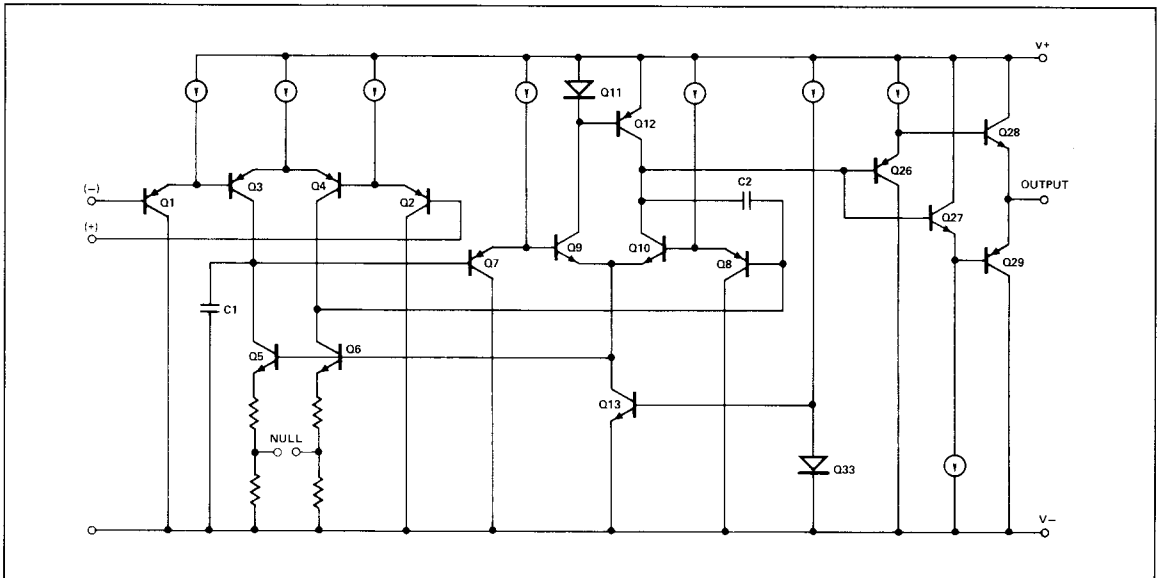 V+
Q11
Q12
Q3
Q4
C2
Q26
Q28
(−)
Q1
Q2
OUTPUT
(+)
Q9
Q10
Q27
Q7
Q8
Q29
C1
Q5
Q6
Q13
NULL
Q33
V−